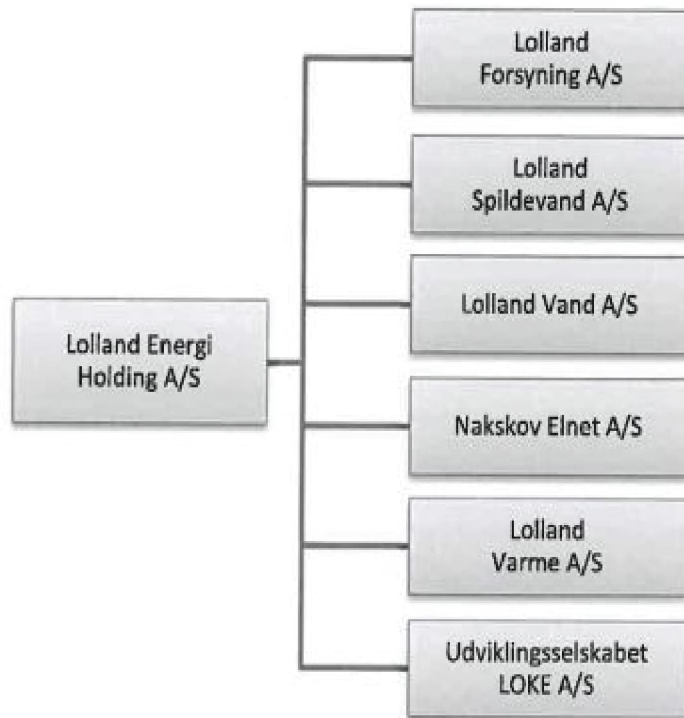 Lolland
Forsyning A/S
Lolland
Spildevand A/S
Lolland Vand A/S
Lolland Energi
Holding A/S
Nakskov Elnet A/S
Lolland
Varme A/S
Udviklingsselskabet
LOKE A/S